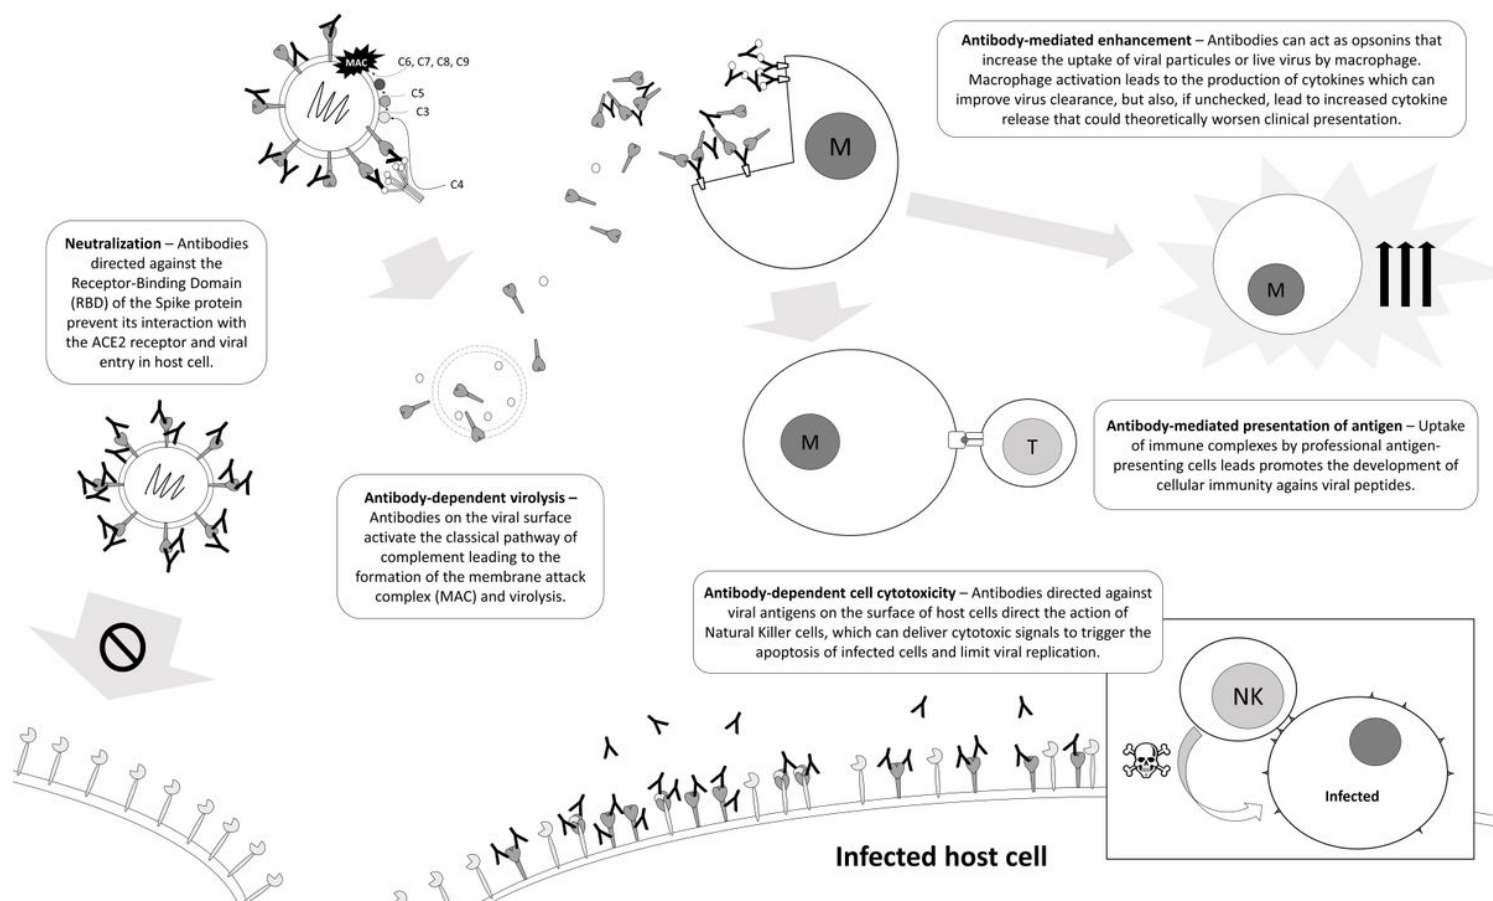 MAC
C6, C7, C8, C9
C5
C3
C4
Neutralization – Antibodies
directed against the
Receptor-Binding Domain
(RBD) of the Spike protein
prevent its interaction with
the ACE2 receptor and viral
entry in host cell.
Antibody-dependent virolysis –
Antibodies on the viral surface
activate the classical pathway of
complement leading to the
formation of the membrane attack
complex (MAC) and virolysis.
M
Antibody-mediated enhancement – Antibodies can act as opsonins that
increase the uptake of viral particules or live virus by macrophage.
Macrophage activation leads to the production of cytokines which can
improve virus clearance, but also, if unchecked, lead to increased cytokine
release that could theoretically worsen clinical presentation.
M
M
T
Antibody-mediated presentation of antigen – Uptake
of immune complexes by professional antigen-
presenting cells leads promotes the development of
cellular immunity agains viral peptides.
Antibody-dependent cell cytotoxicity – Antibodies directed against
viral antigens on the surface of host cells direct the action of
Natural Killer cells, which can deliver cytotoxic signals to trigger the
apoptosis of infected cells and limit viral replication.
NK
Infected
Infected host cell